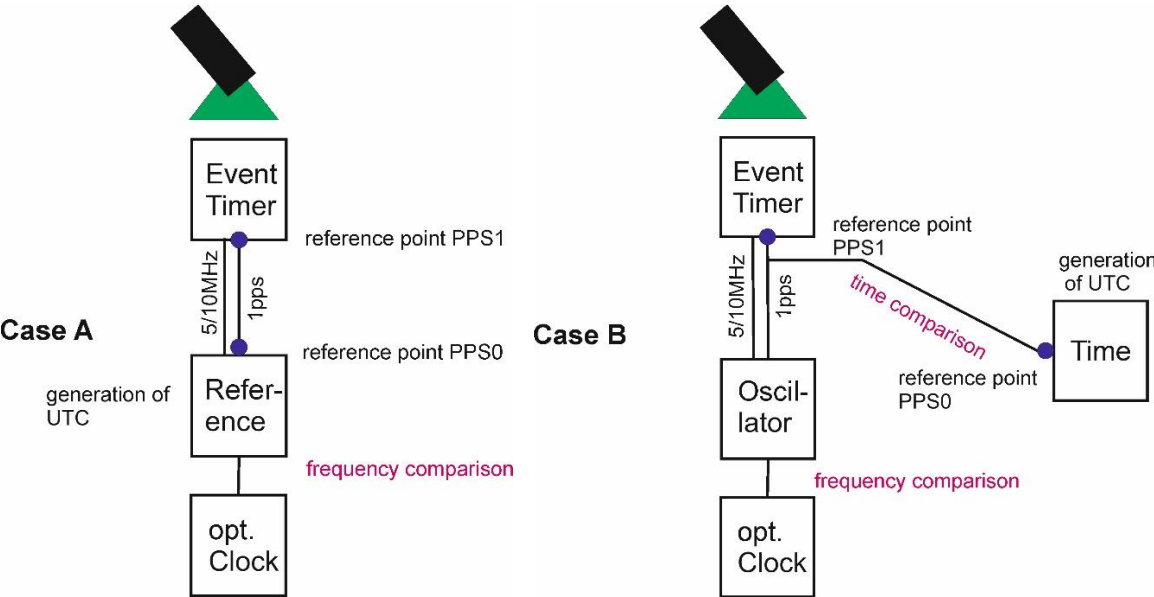 Event
Timer
reference point PPS1
5/10MHz
1pps
Case A
reference point PPS0
generation of
UTC
Refer-
ence
frequency comparison
opt.
Clock
Event
Timer
reference point
PPS1
5/10MHz
1pps
time comparison
generation
of UTC
Case B
Time
reference point
PPS0
Oscil-
lator
frequency comparison
opt.
Clock